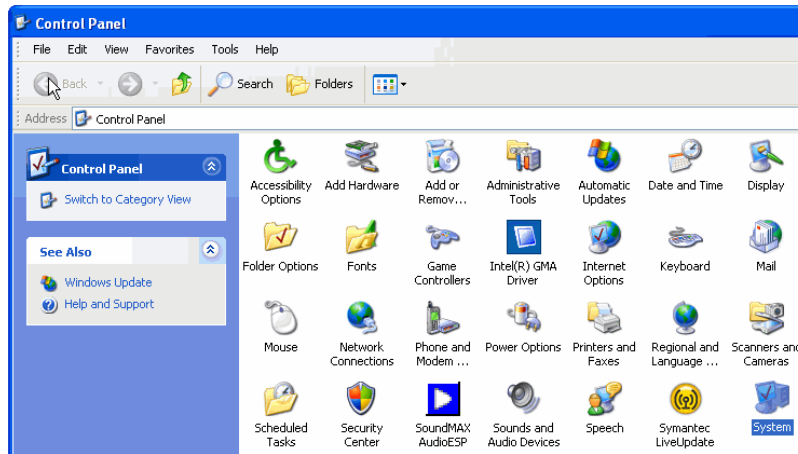 Control Panel
File Edit View Favorites Tools Help
Back Search Folders
Address Control Panel
Control Panel
Switch to Category View
See Also
Windows Update
Help and Support
Accessibility Options
Add Hardware
Add or Remov...
Administrative Tools
Automatic Updates
Date and Time
Display
Folder Options
Fonts
Game Controllers
Intel(R) GMA Driver
Internet Options
Keyboard
Mail
Mouse
Network Connections
Phone and Modem ...
Power Options
Printers and Faxes
Regional and Language ...
Scanners and Cameras
Scheduled Tasks
Security Center
SoundMAX AudioESP
Sounds and Audio Devices
Speech
Symantec LiveUpdate
System